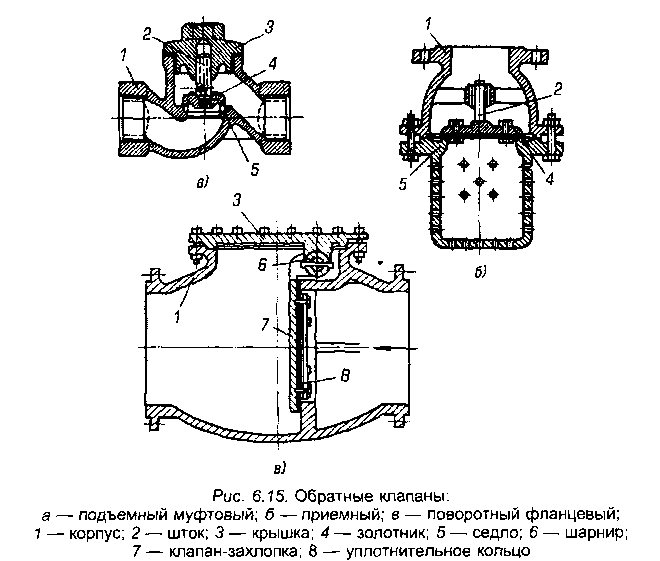 1
2
3
4
5
в)
1
2
5
4
б)
3
6
1
7
8
в)
Рис. 6.15. Обратные клапаны:
а — подъемный муфтовый; б — приемный; в — поворотный фланцевый;
1 — корпус; 2 — шток; 3 — крышка; 4 — золотник; 5 — седло; 6 — шарнир;
7 — клапан-захлопка; 8 — уплотнительное кольцо